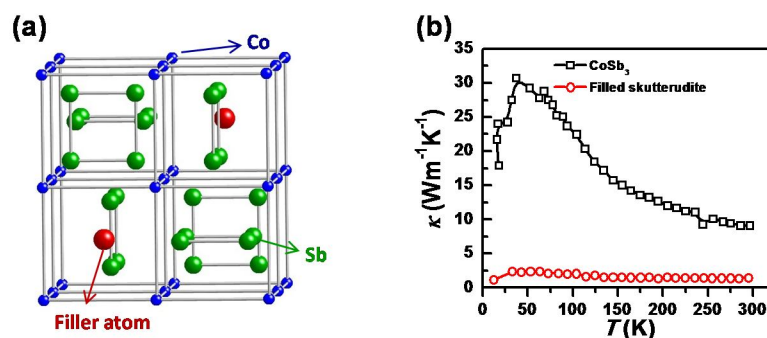 (a)
Co
Sb
Filler atom
(b)
CoSb₃
Filled skutterudite
κ (Wm⁻¹K⁻¹)
35
30
25
20
15
10
5
0
0 50 100 150 200 250 300
T (K)